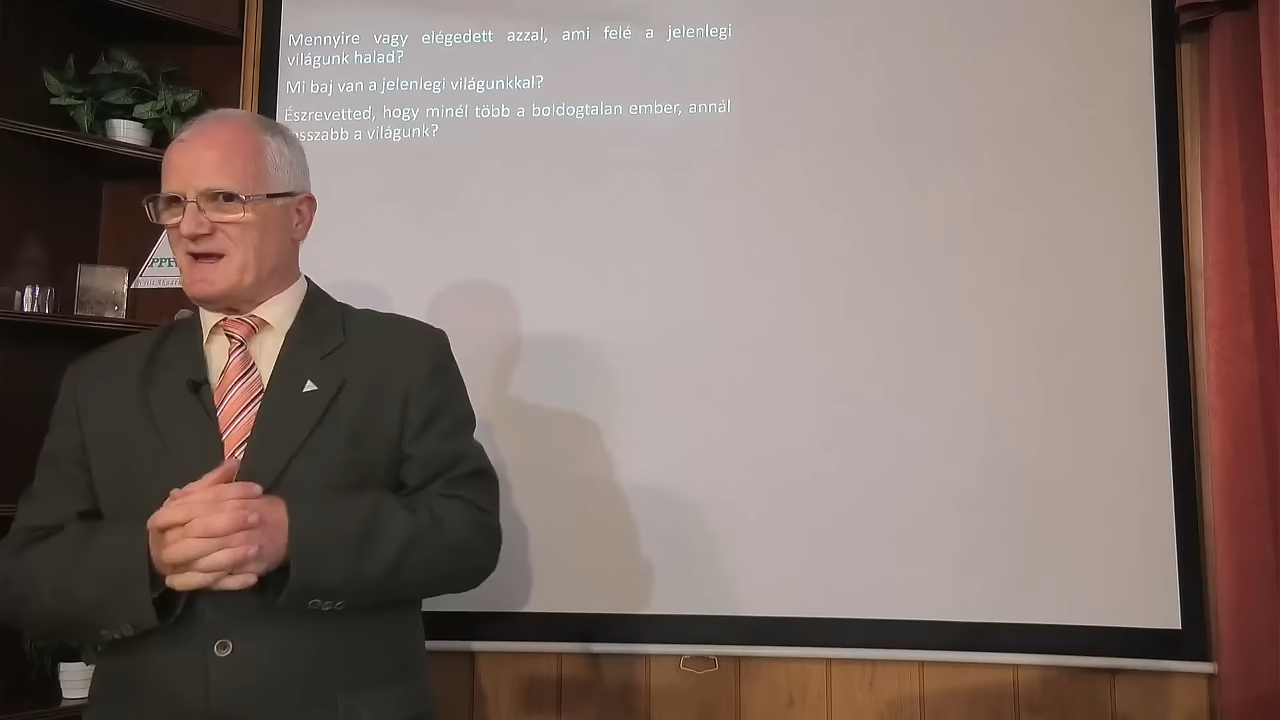 Mennyire vagy elégedett azzal, ami felé a jelenlegi
világunk halad?
Mi baj van a jelenlegi világunkkal?
Észrevetted, hogy minél több a boldogtalan ember, annál
a világunk?
PPH